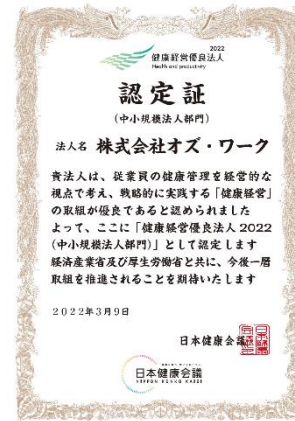 2022
健康経営優良法人
Health and productivity
認定証
(中小規模法人部門)
法人名 株式会社オズ・ワーク
貴法人は、従業員の健康管理を経営的な
視点で考え、戦略的に実践する「健康経営」
の取組が優良であると認められました
よって、ここに「健康経営優良法人 2022
(中小規模法人部門)」として認定します
経済産業省及び厚生労働省と共に、今後一層
取組を推進されることを期待いたします
2022年3月9日
日本健康会議
日本健康会議
NIPPON KENKO KAIGI